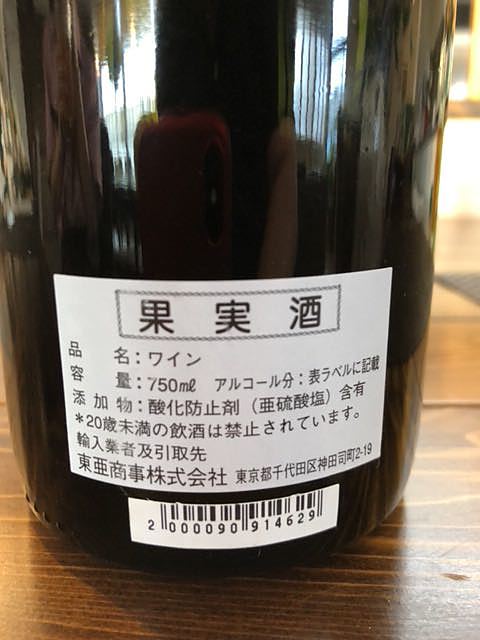 果実酒
品名:ワイン
容量:750㎖ アルコール分:表ラベルに記載
添加物:酸化防止剤(亜硫酸塩)含有
*20歳未満の飲酒は禁止されています。
輸入業者及引取先
東亜商事株式会社 東京都千代田区神田司町2-19
2 000090 914629